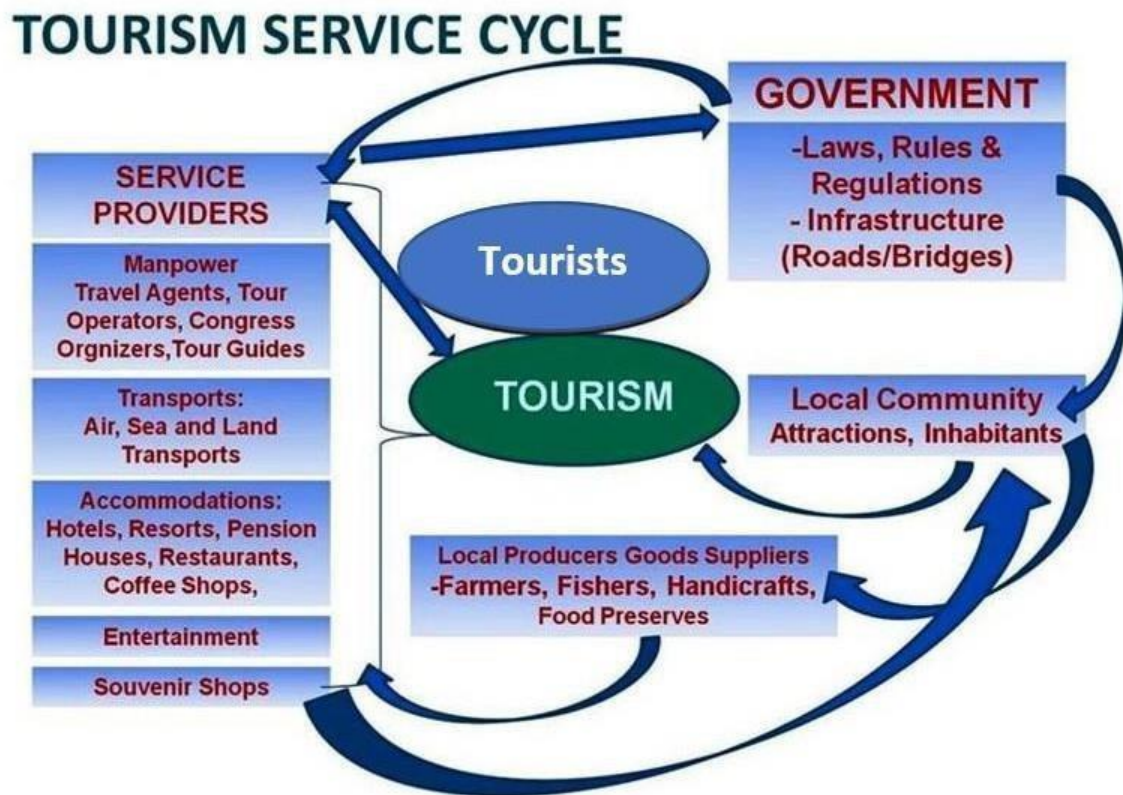 TOURISM SERVICE CYCLE
SERVICE
PROVIDERS
Manpower
Travel Agents, Tour
Operators, Congress
Orgnizers,Tour Guides
Transports:
Air, Sea and Land
Transports
Accommodations:
Hotels, Resorts, Pension
Houses, Restaurants,
Coffee Shops,
Entertainment
Souvenir Shops
Tourists
TOURISM
GOVERNMENT
-Laws, Rules &
Regulations
- Infrastructure
(Roads/Bridges)
Local Community
Attractions, Inhabitants
Local Producers Goods Suppliers
-Farmers, Fishers, Handicrafts,
Food Preserves